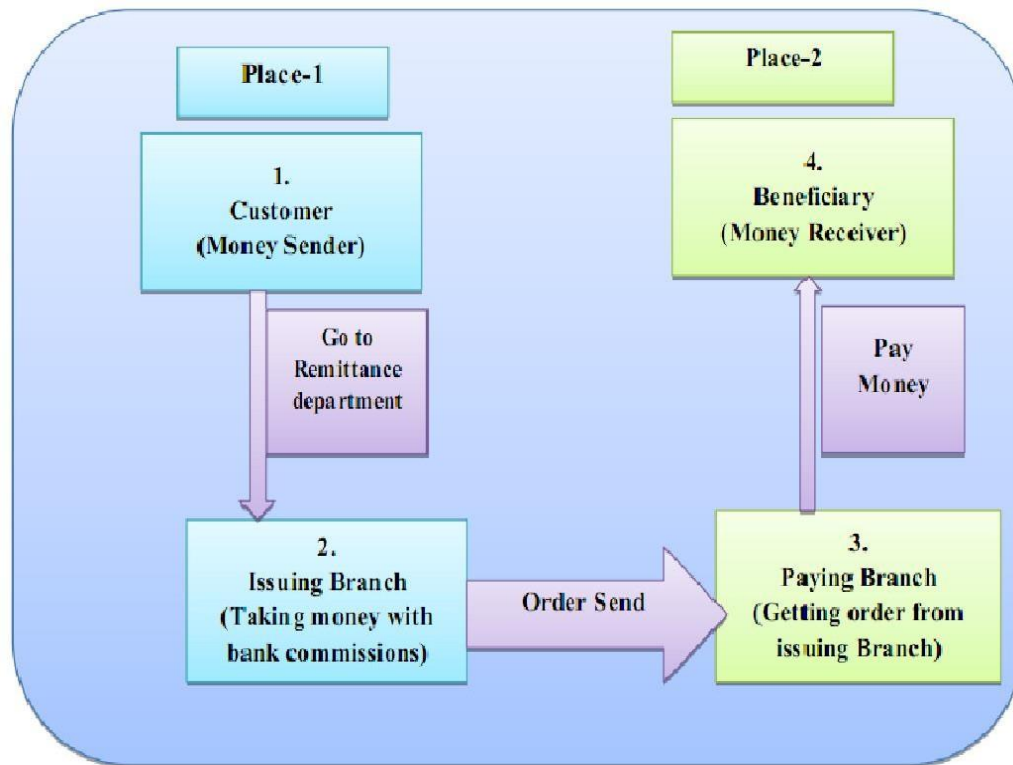 Place-1
Place-2
1.
Customer
(Money Sender)
4.
Beneficiary
(Money Receiver)
Go to
Remittance
department
Pay
Money
2.
Issuing Branch
(Taking money with
bank commissions)
Order Send
3.
Paying Branch
(Getting order from
issuing Branch)